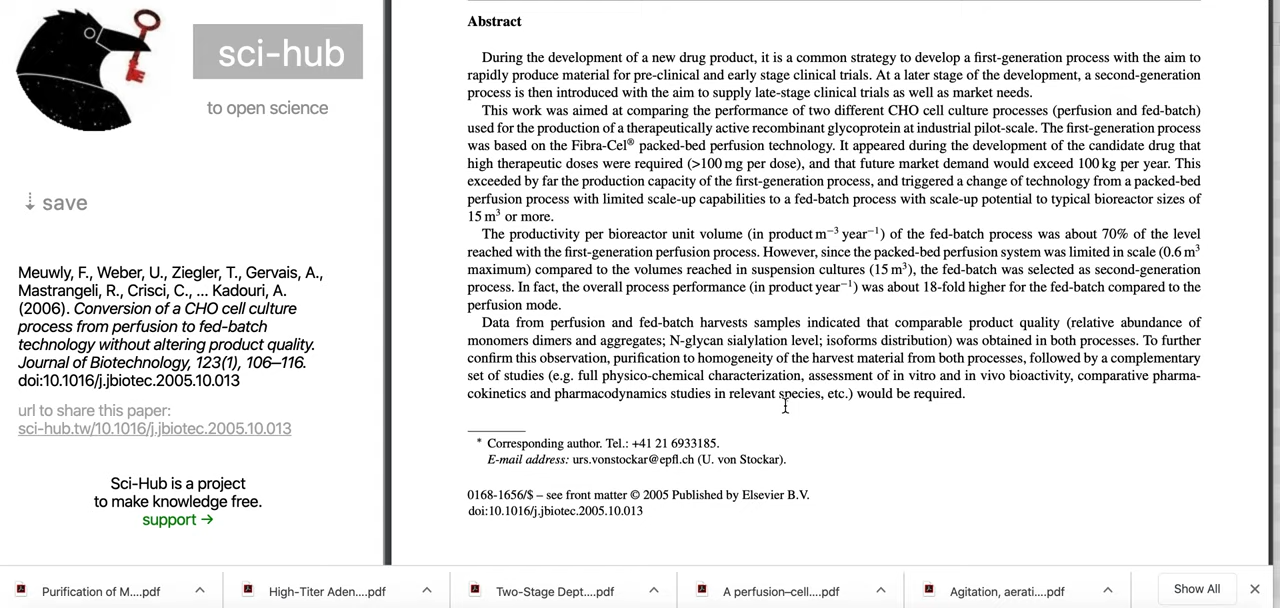 sci-hub
to open science
⇣ save
Meuwly, F., Weber, U., Ziegler, T., Gervais, A.,
Mastrangeli, R., Crisci, C., ... Kadouri, A.
(2006). Conversion of a CHO cell culture
process from perfusion to fed-batch
technology without altering product quality.
Journal of Biotechnology, 123(1), 106–116.
doi:10.1016/j.jbiotec.2005.10.013
url to share this paper:
sci-hub.tw/10.1016/j.jbiotec.2005.10.013
Sci-Hub is a project
to make knowledge free.
support →
Abstract
During the development of a new drug product, it is a common strategy to develop a first-generation process with the aim to
rapidly produce material for pre-clinical and early stage clinical trials. At a later stage of the development, a second-generation
process is then introduced with the aim to supply late-stage clinical trials as well as market needs.
This work was aimed at comparing the performance of two different CHO cell culture processes (perfusion and fed-batch)
used for the production of a therapeutically active recombinant glycoprotein at industrial pilot-scale. The first-generation process
was based on the Fibra-Cel® packed-bed perfusion technology. It appeared during the development of the candidate drug that
high therapeutic doses were required (>100 mg per dose), and that future market demand would exceed 100 kg per year. This
exceeded by far the production capacity of the first-generation process, and triggered a change of technology from a packed-bed
perfusion process with limited scale-up capabilities to a fed-batch process with scale-up potential to typical bioreactor sizes of
15 m³ or more.
The productivity per bioreactor unit volume (in product m⁻³ year⁻¹) of the fed-batch process was about 70% of the level
reached with the first-generation perfusion process. However, since the packed-bed perfusion system was limited in scale (0.6 m³
maximum) compared to the volumes reached in suspension cultures (15 m³), the fed-batch was selected as second-generation
process. In fact, the overall process performance (in product year⁻¹) was about 18-fold higher for the fed-batch compared to the
perfusion mode.
Data from perfusion and fed-batch harvests samples indicated that comparable product quality (relative abundance of
monomers dimers and aggregates; N-glycan sialylation level; isoforms distribution) was obtained in both processes. To further
confirm this observation, purification to homogeneity of the harvest material from both processes, followed by a complementary
set of studies (e.g. full physico-chemical characterization, assessment of in vitro and in vivo bioactivity, comparative pharma-
cokinetics and pharmacodynamics studies in relevant species, etc.) would be required.
* Corresponding author. Tel.: +41 21 6933185.
E-mail address: urs.vonstockar@epfl.ch (U. von Stockar).
0168-1656/$ – see front matter © 2005 Published by Elsevier B.V.
doi:10.1016/j.jbiotec.2005.10.013
Purification of M....pdf
High-Titer Aden....pdf
Two-Stage Dept....pdf
A perfusion–cell....pdf
Agitation, aerati....pdf
Show All